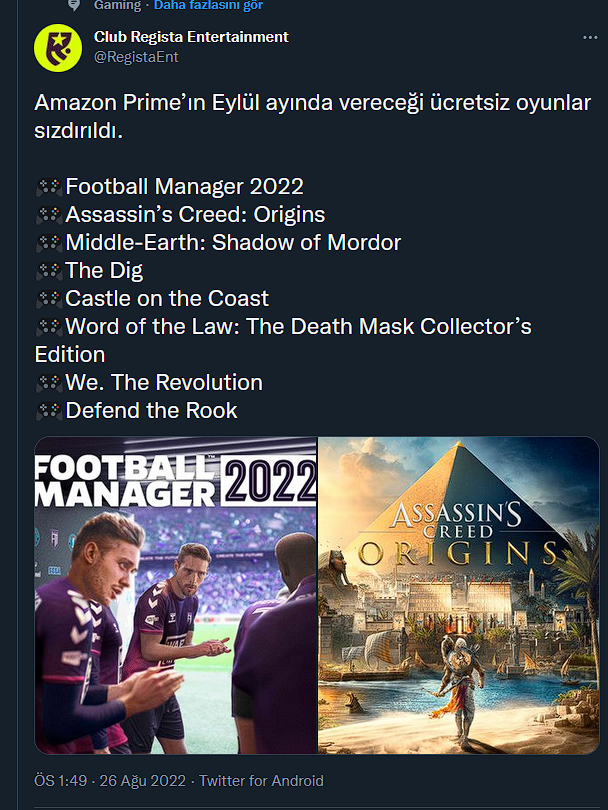 Gaming · Daha fazlasını gör
Club Regista Entertainment
@RegistaEnt
Amazon Prime’ın Eylül ayında vereceği ücretsiz oyunlar
sızdırıldı.
🎮Football Manager 2022
🎮Assassin’s Creed: Origins
🎮Middle-Earth: Shadow of Mordor
🎮The Dig
🎮Castle on the Coast
🎮Word of the Law: The Death Mask Collector’s
Edition
🎮We. The Revolution
🎮Defend the Rook
FOOTBALL
MANAGER 2022
ASSASSIN'S
CREED
ORIGINS
ÖS 1:49 · 26 Ağu 2022 · Twitter for Android